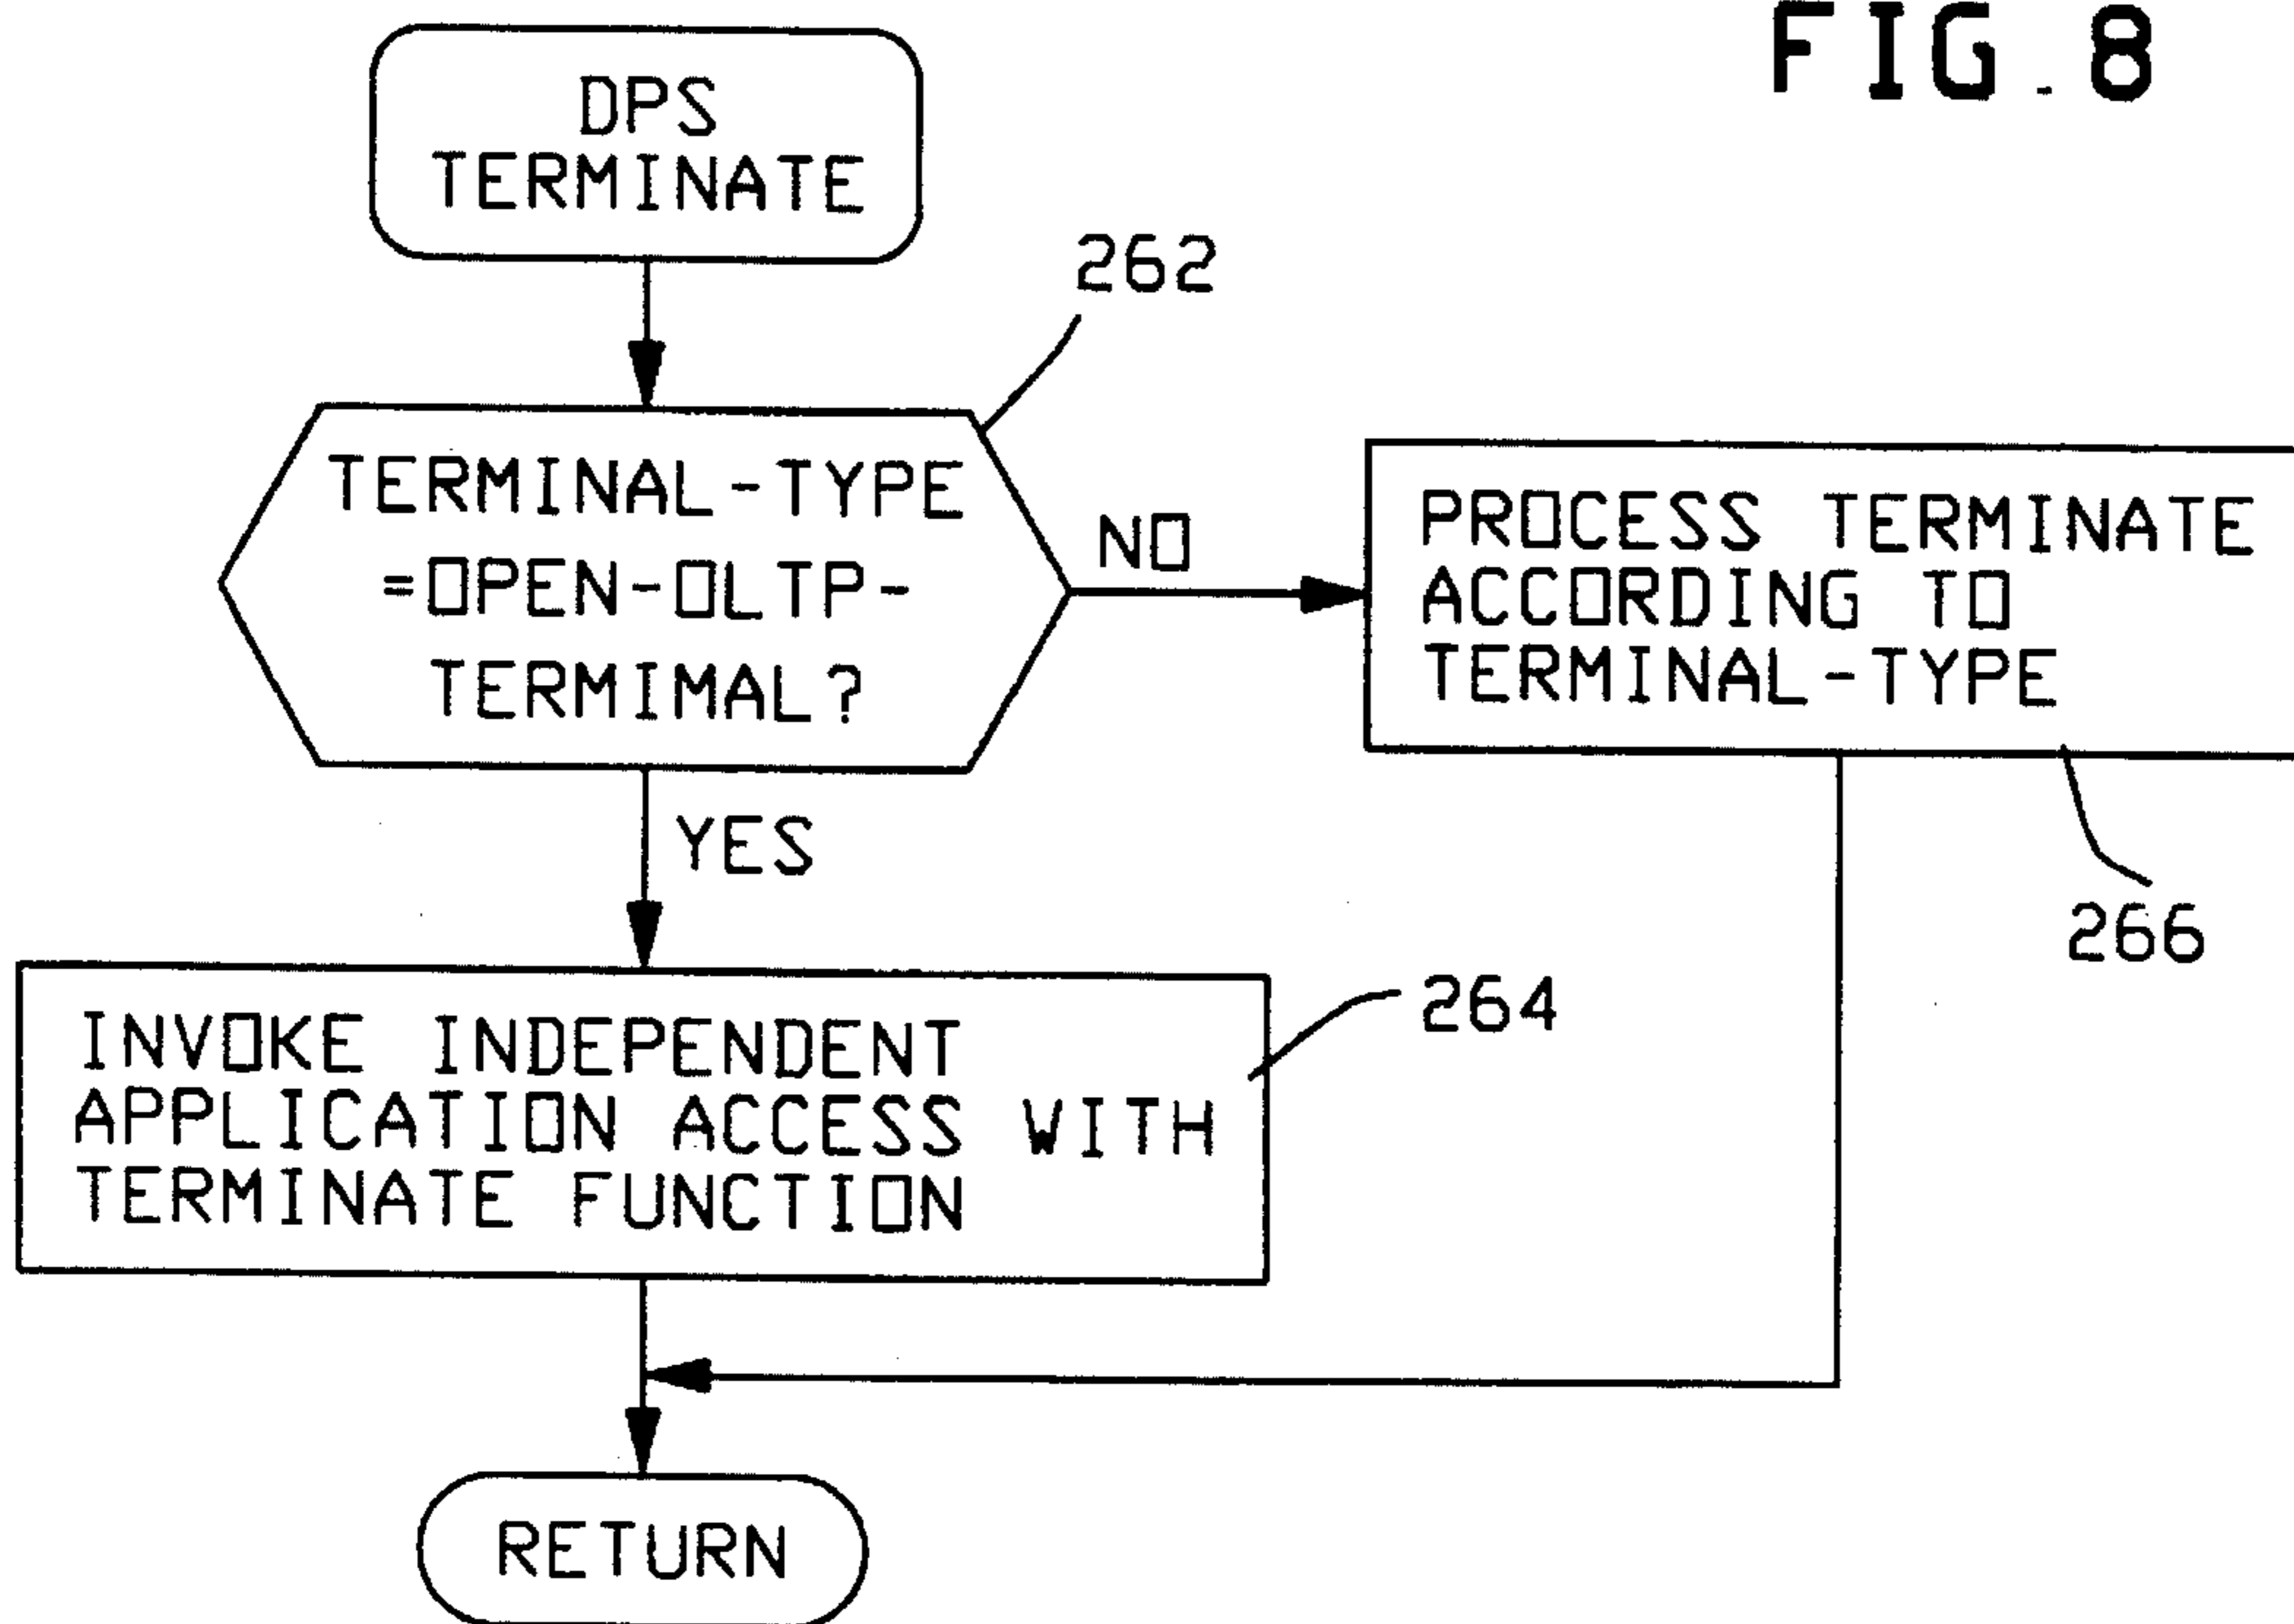 FIG.8
DPS
TERMINATE
262
TERMINAL-TYPE
=OPEN-OLTP-
TERMIMAL?
NO
PROCESS TERMINATE
ACCORDING TO
TERMINAL-TYPE
266
YES
264
INVOKE INDEPENDENT
APPLICATION ACCESS WITH
TERMINATE FUNCTION
RETURN